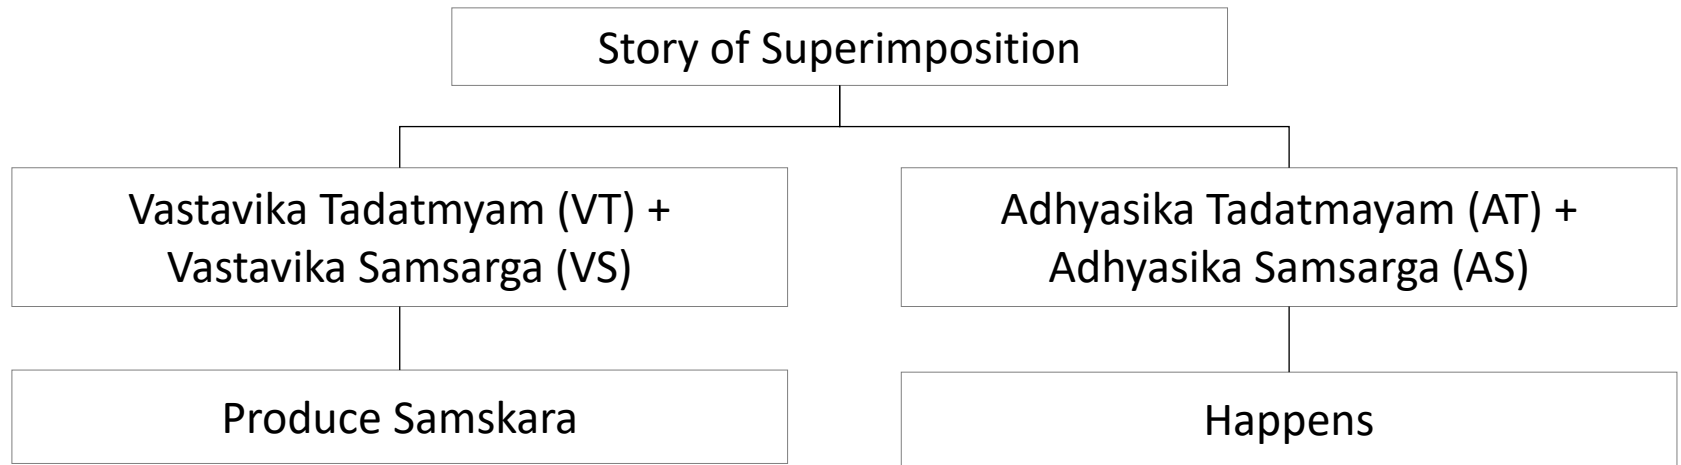 Story of Superimposition
Vastavika Tadatmyam (VT) +
Vastavika Samsarga (VS)
Adhyasika Tadatmayam (AT) +
Adhyasika Samsarga (AS)
Produce Samskara
Happens